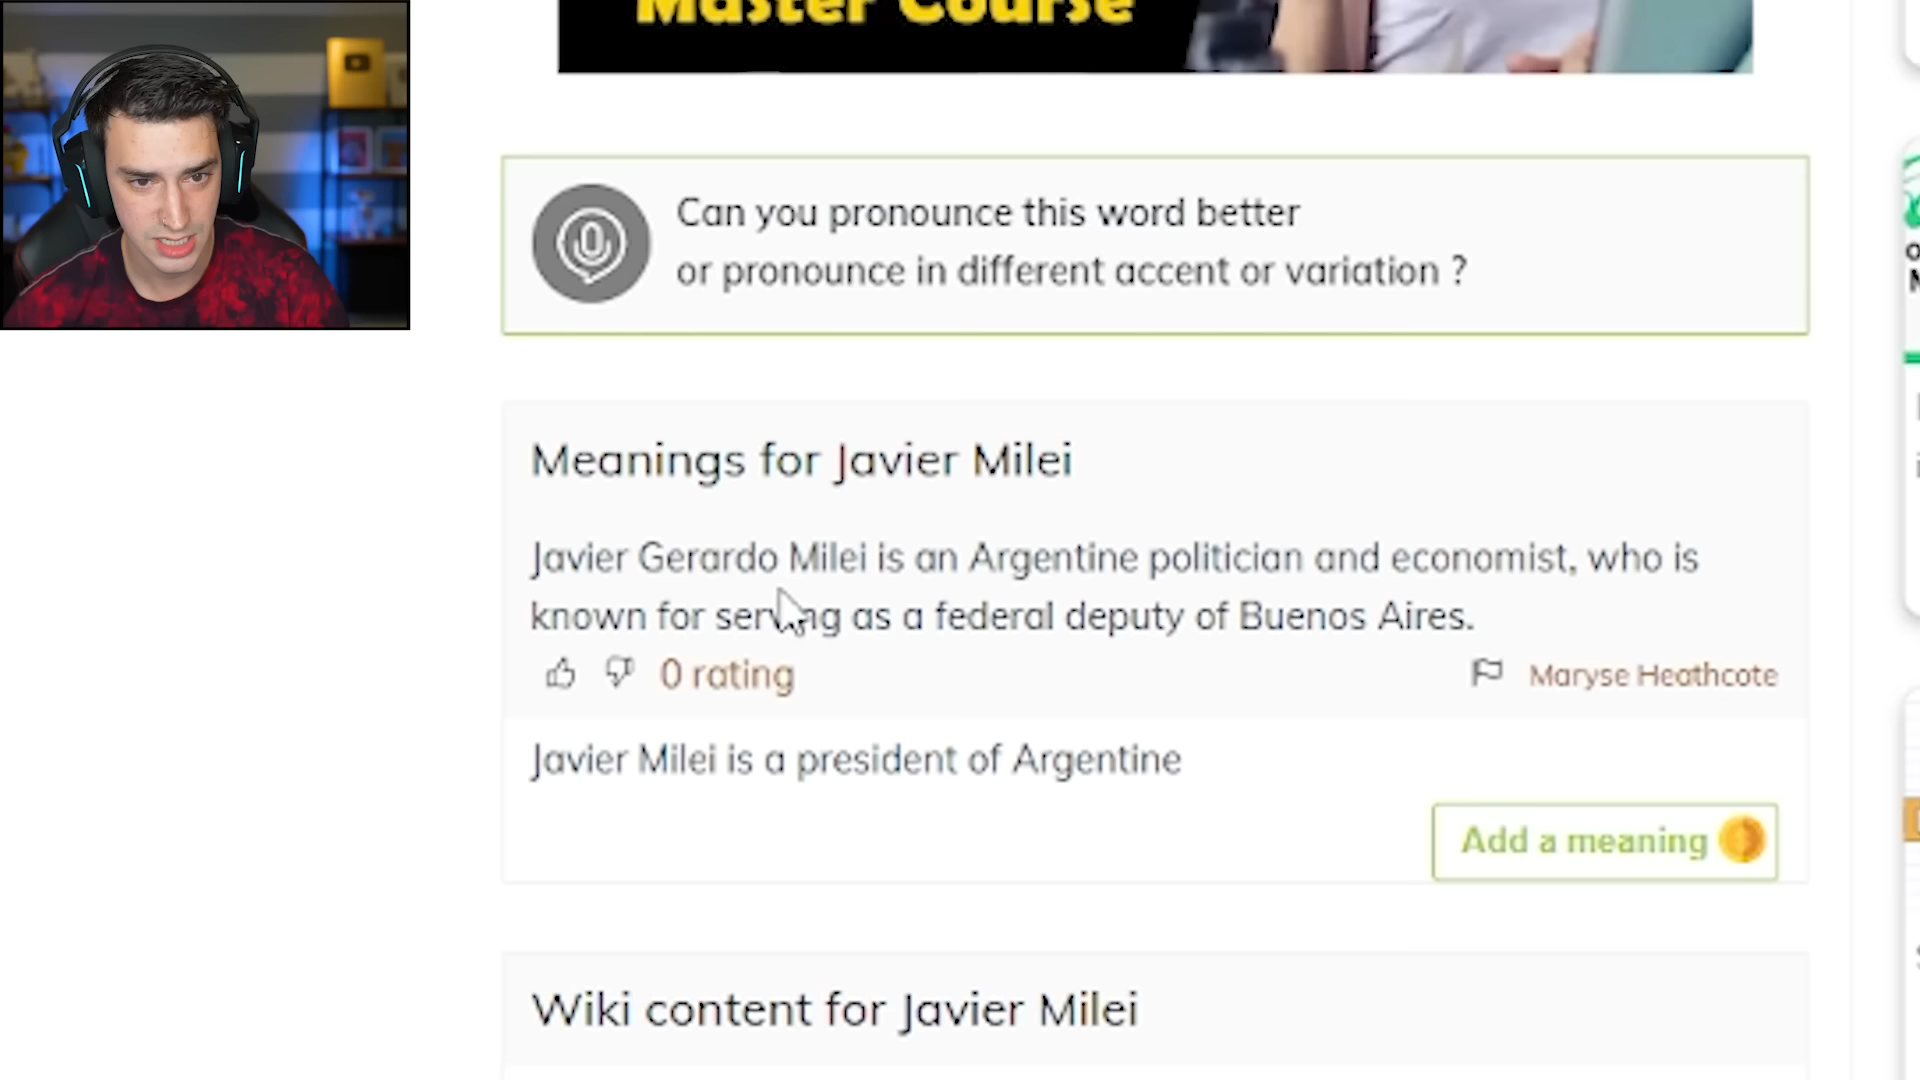 Master Course
Can you pronounce this word better
or pronounce in different accent or variation ?
Meanings for Javier Milei
Javier Gerardo Milei is an Argentine politician and economist, who is
known for serving as a federal deputy of Buenos Aires.
0 rating
Maryse Heathcote
Javier Milei is a president of Argentine
Add a meaning
Wiki content for Javier Milei